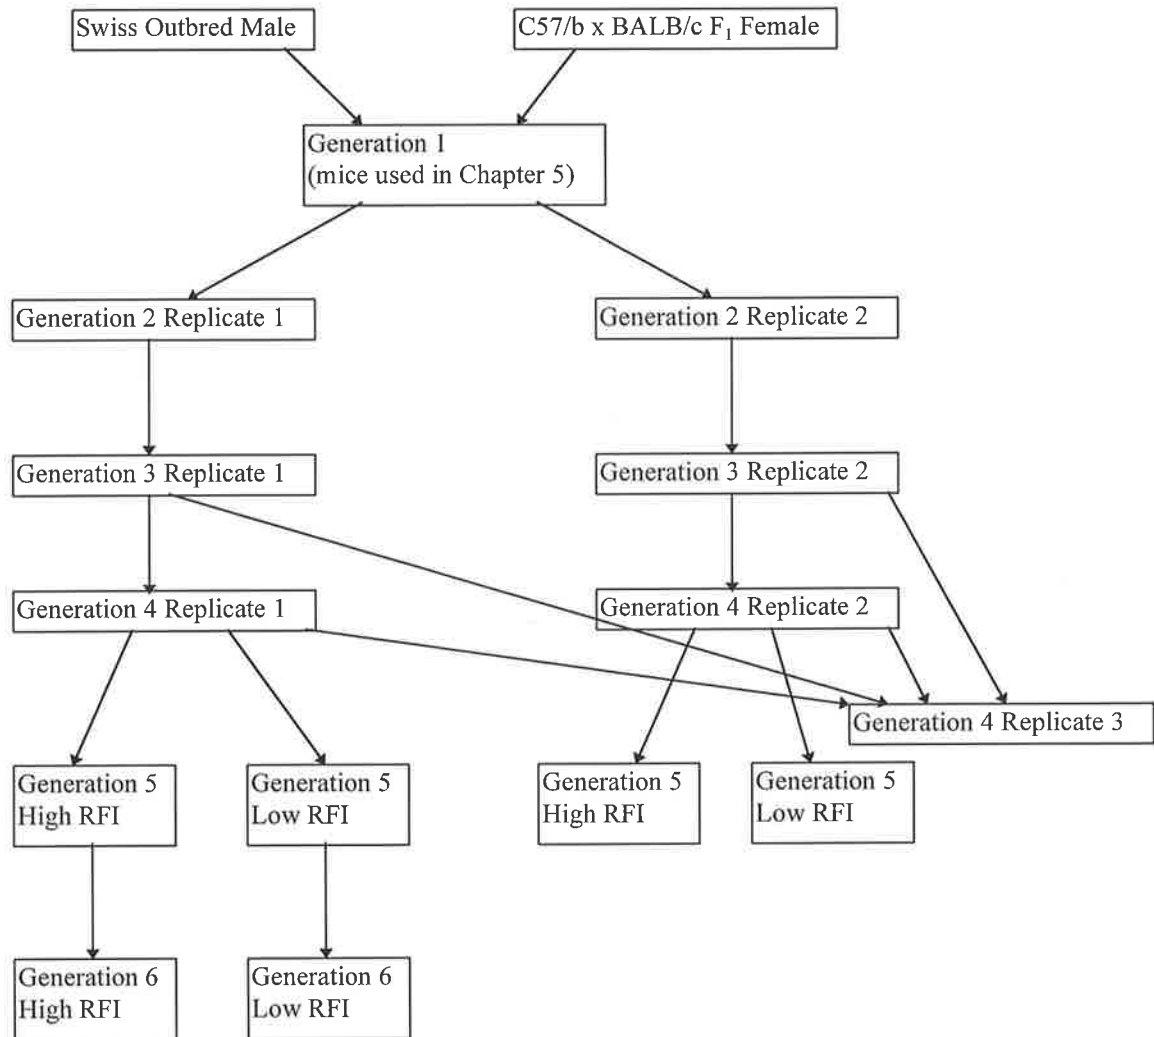 Swiss Outbred Male
C57/b x BALB/c F₁ Female
Generation 1
(mice used in Chapter 5)
Generation 2 Replicate 1
Generation 2 Replicate 2
Generation 3 Replicate 1
Generation 3 Replicate 2
Generation 4 Replicate 1
Generation 4 Replicate 2
Generation 4 Replicate 3
Generation 5
High RFI
Generation 5
Low RFI
Generation 5
High RFI
Generation 5
Low RFI
Generation 6
High RFI
Generation 6
Low RFI